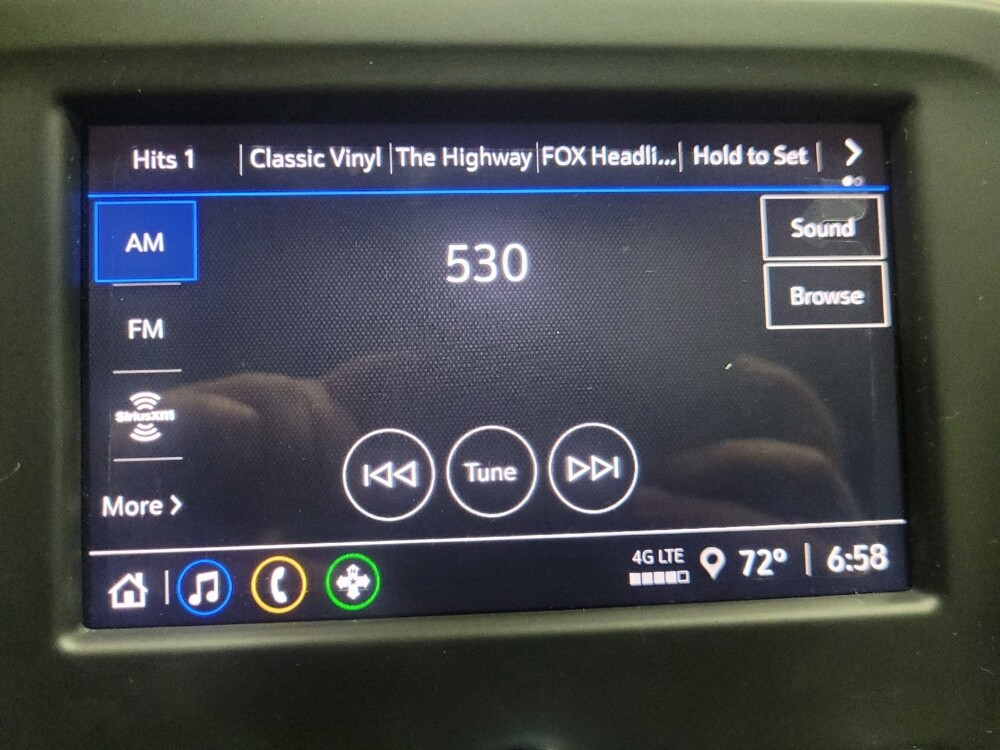 Hits 1 | Classic Vinyl | The Highway | FOX Headli... | Hold to Set |
AM
530
Sound
Browse
FM
SiriusXM
Tune
More >
4G LTE
72° | 6:58